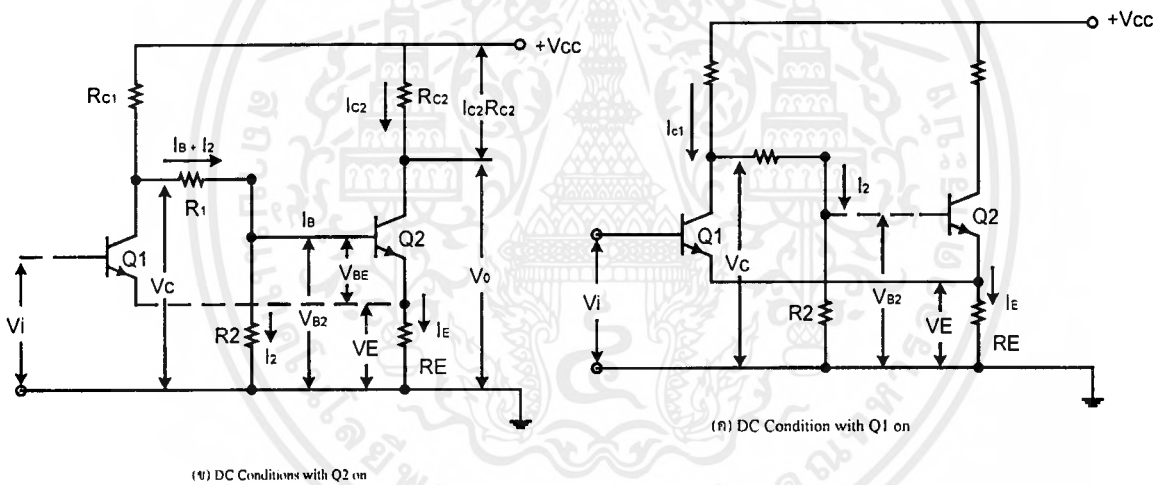 +Vcc
Rc1
Ic2
Rc2
Ic2Rc2
IB + I2
R1
IB
Q1
Q2
Vc
VBE
Vo
Vi
VB2
R2
I2
VE
IE
RE
(ข) DC Conditions with Q2 on
+Vcc
Ic1
I2
Q1
Q2
Vc
Vi
VB2
R2
VE
IE
RE
(ค) DC Condition with Q1 on